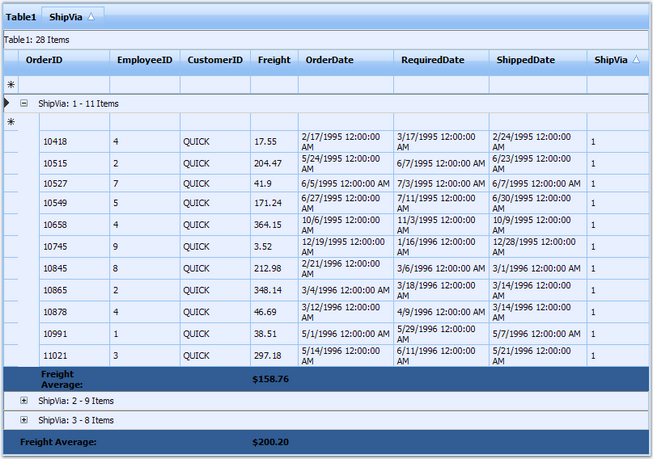 Table1 ShipVia
Table1: 28 Items
OrderID EmployeeID CustomerID Freight OrderDate RequiredDate ShippedDate ShipVia
ShipVia: 1 - 11 Items
10418 4 QUICK 17.55 2/17/1995 12:00:00 AM 3/17/1995 12:00:00 AM 2/24/1995 12:00:00 AM 1
10515 2 QUICK 204.47 5/24/1995 12:00:00 AM 6/7/1995 12:00:00 AM 6/23/1995 12:00:00 AM 1
10527 7 QUICK 41.9 6/5/1995 12:00:00 AM 7/3/1995 12:00:00 AM 6/7/1995 12:00:00 AM 1
10549 5 QUICK 171.24 6/27/1995 12:00:00 AM 7/11/1995 12:00:00 AM 6/30/1995 12:00:00 AM 1
10658 4 QUICK 364.15 10/6/1995 12:00:00 AM 11/3/1995 12:00:00 AM 10/9/1995 12:00:00 AM 1
10745 9 QUICK 3.52 12/19/1995 12:00:00 AM 1/16/1996 12:00:00 AM 12/28/1995 12:00:00 AM 1
10845 8 QUICK 212.98 2/21/1996 12:00:00 AM 3/6/1996 12:00:00 AM 3/1/1996 12:00:00 AM 1
10865 2 QUICK 348.14 3/4/1996 12:00:00 AM 3/18/1996 12:00:00 AM 3/14/1996 12:00:00 AM 1
10878 4 QUICK 46.69 3/12/1996 12:00:00 AM 4/9/1996 12:00:00 AM 3/14/1996 12:00:00 AM 1
10991 1 QUICK 38.51 5/1/1996 12:00:00 AM 5/29/1996 12:00:00 AM 5/7/1996 12:00:00 AM 1
11021 3 QUICK 297.18 5/14/1996 12:00:00 AM 6/11/1996 12:00:00 AM 5/21/1996 12:00:00 AM 1
Freight Average: $158.76
ShipVia: 2 - 9 Items
ShipVia: 3 - 8 Items
Freight Average: $200.20